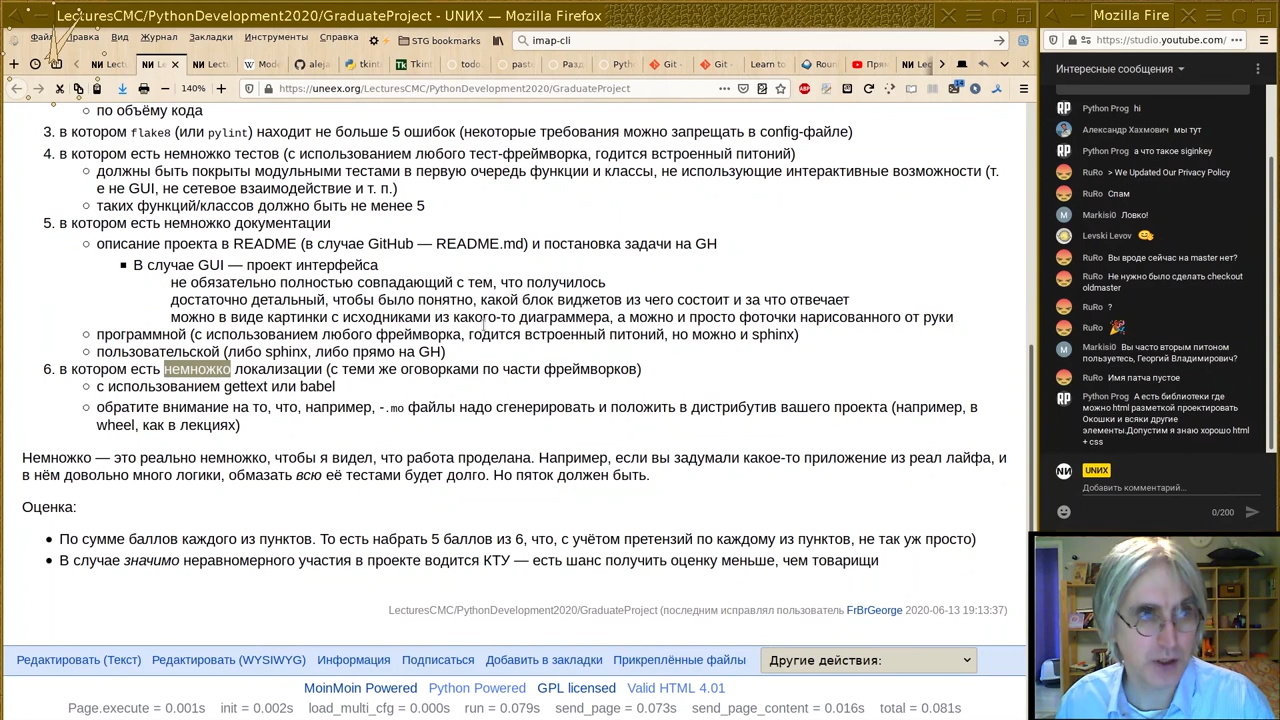 LecturesCMC/PythonDevelopment2020/GraduateProject - UNИX — Mozilla Firefox
Файл Правка Вид Журнал Закладки Инструменты Справка
STG bookmarks
imap-cli
https://uneex.org/LecturesCMC/PythonDevelopment2020/GraduateProject
140%
по объёму кода
3. в котором flake8 (или pylint) находит не больше 5 ошибок (некоторые требования можно запрещать в config-файле)
4. в котором есть немножко тестов (с использованием любого тест-фреймворка, годится встроенный питоний)
должны быть покрыты модульными тестами в первую очередь функции и классы, не использующие интерактивные возможности (т.
е не GUI, не сетевое взаимодействие и т. п.)
таких функций/классов должно быть не менее 5
5. в котором есть немножко документации
описание проекта в README (в случае GitHub — README.md) и постановка задачи на GH
В случае GUI — проект интерфейса
не обязательно полностью совпадающий с тем, что получилось
достаточно детальный, чтобы было понятно, какой блок виджетов из чего состоит и за что отвечает
можно в виде картинки с исходниками из какого-то диаграммера, а можно и просто фоточки нарисованного от руки
программной (с использованием любого фреймворка, годится встроенный питоний, но можно и sphinx)
пользовательской (либо sphinx, либо прямо на GH)
6. в котором есть немножко локализации (с теми же оговорками по части фреймворков)
с использованием gettext или babel
обратите внимание на то, что, например, -.mo файлы надо сгенерировать и положить в дистрибутив вашего проекта (например, в
wheel, как в лекциях)
Немножко — это реально немножко, чтобы я видел, что работа проделана. Например, если вы задумали какое-то приложение из реал лайфа, и
в нём довольно много логики, обмазать всю её тестами будет долго. Но пяток должен быть.
Оценка:
По сумме баллов каждого из пунктов. То есть набрать 5 баллов из 6, что, с учётом претензий по каждому из пунктов, не так уж просто)
В случае значимо неравномерного участия в проекте водится КТУ — есть шанс получить оценку меньше, чем товарищи
LecturesCMC/PythonDevelopment2020/GraduateProject (последним исправлял пользователь FrBrGeorge 2020-06-13 19:13:37)
Редактировать (Текст) Редактировать (WYSIWYG) Информация Подписаться Добавить в закладки Прикреплённые файлы Другие действия:
MoinMoin Powered Python Powered GPL licensed Valid HTML 4.01
Page.execute = 0.001s init = 0.002s load_multi_cfg = 0.000s run = 0.079s send_page = 0.073s send_page_content = 0.016s total = 0.081s
Mozilla Fire
https://studio.youtube.com/
Интересные сообщения
Python Prog hi
Александр Хахмович мы тут
Python Prog а что такое siginkey
RuRo > We Updated Our Privacy Policy
RuRo Спам
Markisi0 Ловко!
Levski Levov
RuRo Вы вроде сейчас на master нет?
RuRo Не нужно было сделать checkout
oldmaster
RuRo ?
RuRo
Markisi0 Вы часто вторым питоном
пользуетесь, Георгий Владимирович?
RuRo Имя патча пустое
Python Prog А есть библиотеки где
можно html разметкой проектировать
Окошки и всяки другие
элементы.Допустим я знаю хорошо html
+ css
UNИX
Добавить комментарий...
0/200